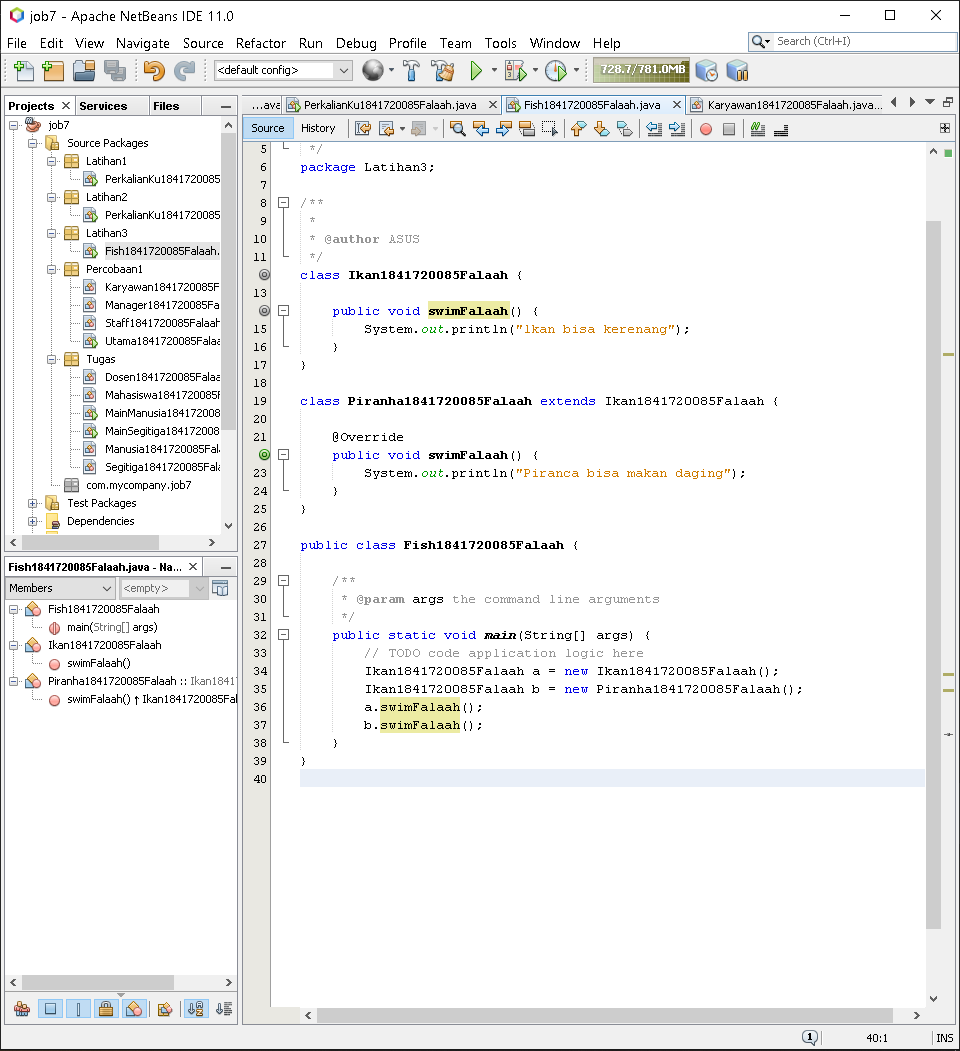 job7 - Apache NetBeans IDE 11.0
File Edit View Navigate Source Refactor Run Debug Profile Team Tools Window Help
Search (Ctrl+I)
<default config>
728.7/781.0MB
Projects Services Files
job7
Source Packages
Latihan1
PerkalianKu1841720085
Latihan2
PerkalianKu1841720085
Latihan3
Fish1841720085Falaah.
Percobaan1
Karyawan1841720085F
Manager1841720085Fa
Staff1841720085Falaah
Utama1841720085Falaa
Tugas
Dosen1841720085Falaa
Mahasiswa1841720085F
MainManusia184172008
MainSegitiga184172008
Manusia1841720085Fal
Segitiga1841720085Fala
com.mycompany.job7
Test Packages
Dependencies
Fish1841720085Falaah.java - Na...
Members <empty>
Fish1841720085Falaah
main(String[] args)
Ikan1841720085Falaah
swimFalaah()
Piranha1841720085Falaah :: Ikan1841
swimFalaah() ↑ Ikan1841720085Fal
...ava PerkalianKu1841720085Falaah.java Fish1841720085Falaah.java Karyawan1841720085Falaah.java...
Source History
5 */
6 package Latihan3;
7
8 /**
9 *
10 * @author ASUS
11 */
class Ikan1841720085Falaah {
13
public void swimFalaah() {
15 System.out.println("Ikan bisa kerenang");
16 }
17 }
18
19 class Piranha1841720085Falaah extends Ikan1841720085Falaah {
20
21 @Override
public void swimFalaah() {
23 System.out.println("Piranca bisa makan daging");
24 }
25 }
26
27 public class Fish1841720085Falaah {
28
29 /**
30 * @param args the command line arguments
31 */
32 public static void main(String[] args) {
33 // TODO code application logic here
34 Ikan1841720085Falaah a = new Ikan1841720085Falaah();
35 Ikan1841720085Falaah b = new Piranha1841720085Falaah();
36 a.swimFalaah();
37 b.swimFalaah();
38 }
39 }
40
1 40:1 INS